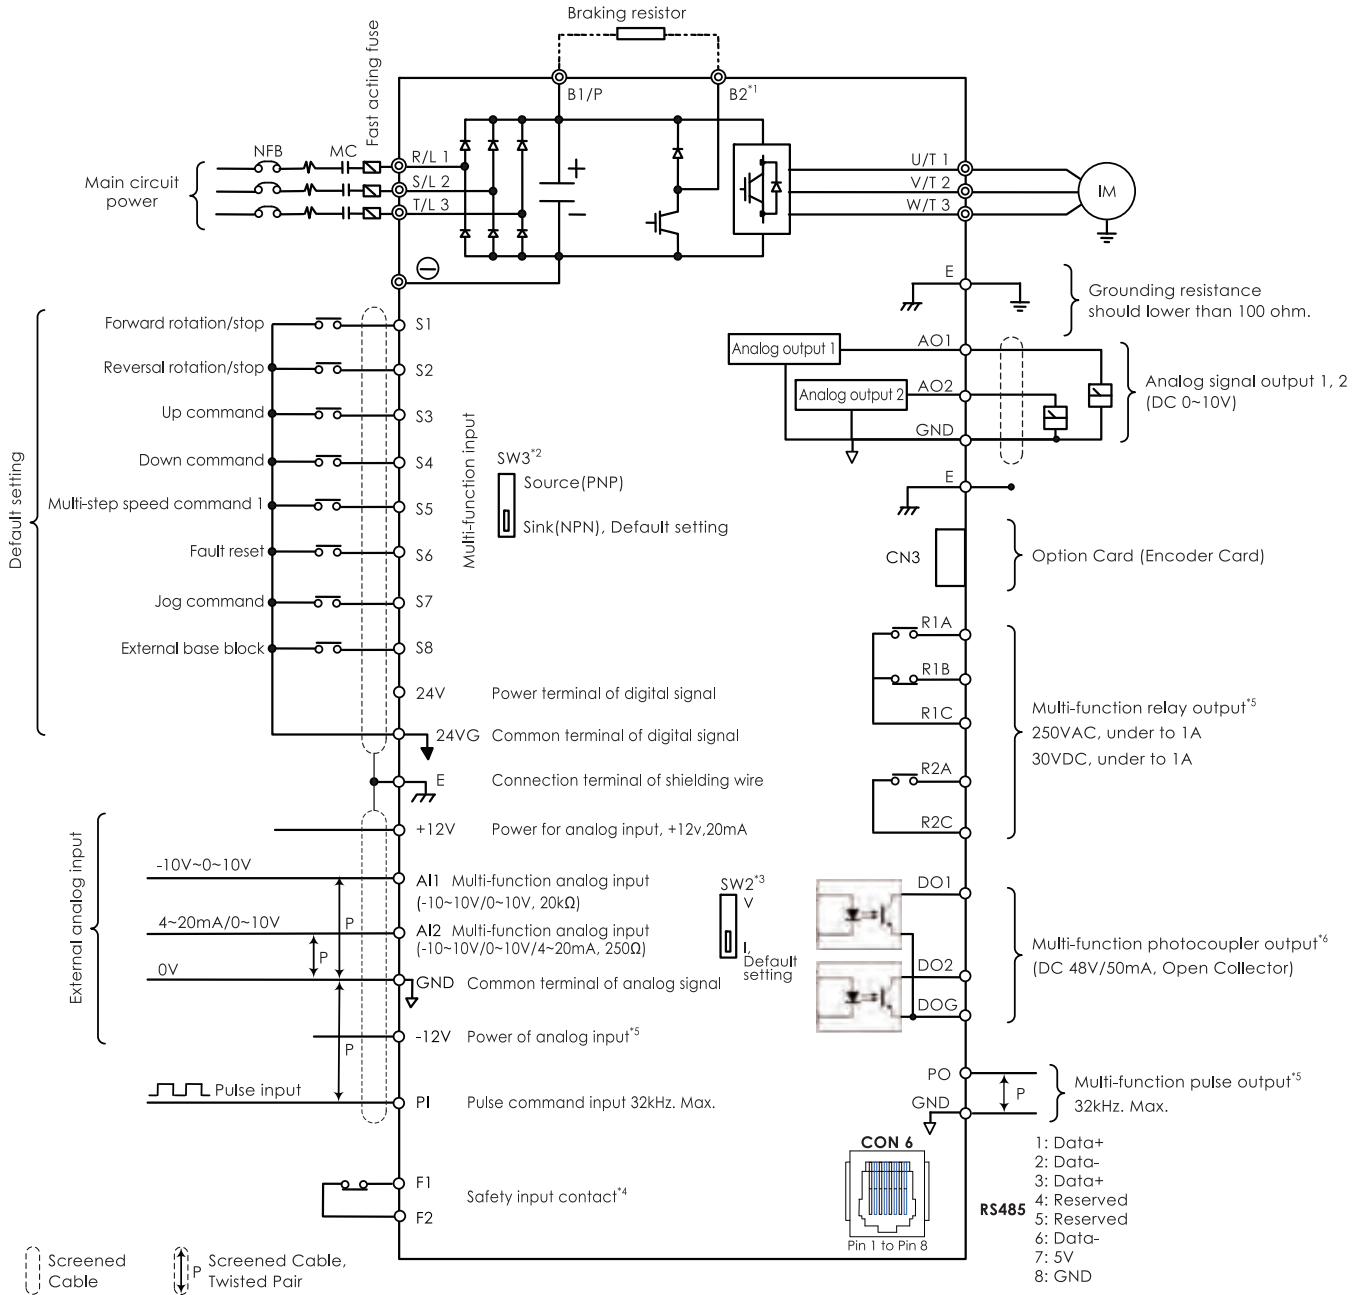 Braking resistor
Fast acting fuse
B1/P
B2*1
NFB
MC
R/L 1
S/L 2
T/L 3
Main circuit
power
+
−
U/T 1
V/T 2
W/T 3
IM
E
Grounding resistance
should lower than 100 ohm.
Default setting
Forward rotation/stop
S1
Reversal rotation/stop
S2
Up command
S3
Down command
S4
Multi-step speed command 1
S5
Fault reset
S6
Jog command
S7
External base block
S8
Multi-function input
SW3*2
Source(PNP)
Sink(NPN), Default setting
24V Power terminal of digital signal
24VG Common terminal of digital signal
E Connection terminal of shielding wire
Analog output 1
AO1
Analog output 2
AO2
GND
Analog signal output 1, 2
(DC 0~10V)
E
CN3
Option Card (Encoder Card)
R1A
R1B
R1C
R2A
R2C
Multi-function relay output*5
250VAC, under to 1A
30VDC, under to 1A
External analog input
+12V Power for analog input, +12v,20mA
-10V~0~10V
AI1 Multi-function analog input
(-10~10V/0~10V, 20kΩ)
4~20mA/0~10V
P
AI2 Multi-function analog input
(-10~10V/0~10V/4~20mA, 250Ω)
P
0V
GND Common terminal of analog signal
-12V Power of analog input*5
P
Pulse input
PI Pulse command input 32kHz. Max.
SW2*3
V
I,
Default
setting
DO1
DO2
DOG
Multi-function photocoupler output*6
(DC 48V/50mA, Open Collector)
PO
P
GND
Multi-function pulse output*5
32kHz. Max.
F1
F2
Safety input contact*4
CON 6
Pin 1 to Pin 8
RS485
1: Data+
2: Data-
3: Data+
4: Reserved
5: Reserved
6: Data-
7: 5V
8: GND
Screened
Cable
P
Screened Cable,
Twisted Pair